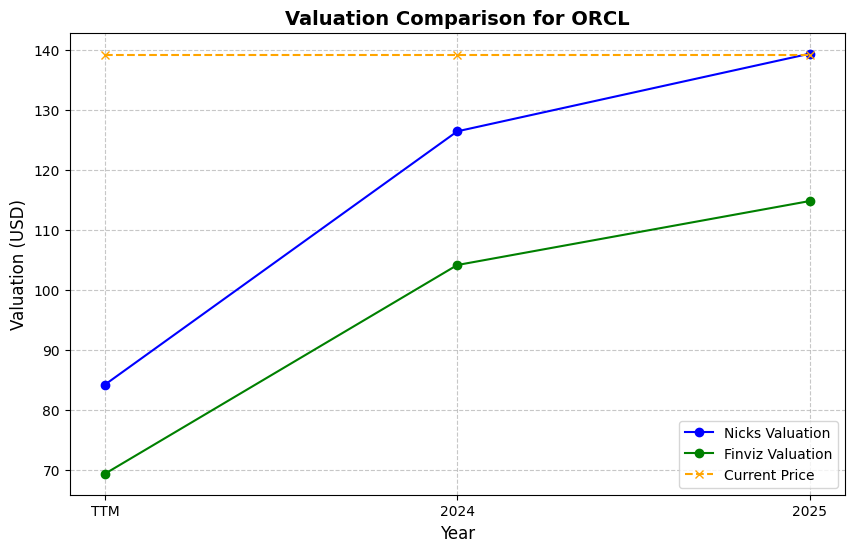 Valuation Comparison for ORCL
Valuation (USD)
140
130
120
110
100
90
80
70
TTM
2024
2025
Year
Nicks Valuation
Finviz Valuation
Current Price